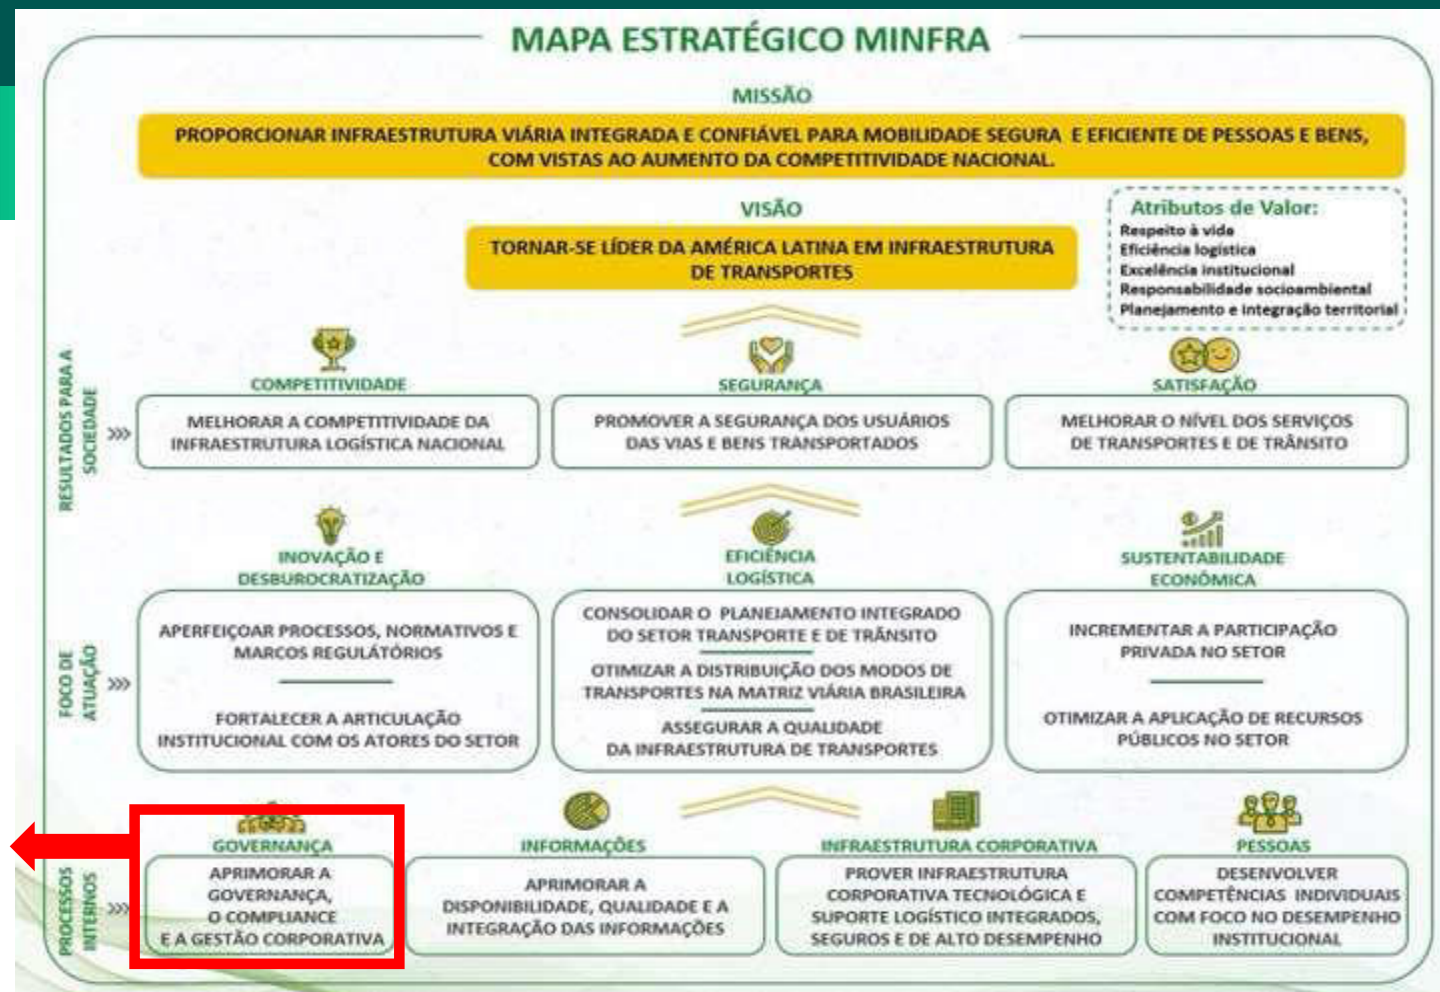 MAPA ESTRATÉGICO MINFRA
MISSÃO
PROPORCIONAR INFRAESTRUTURA VIÁRIA INTEGRADA E CONFIÁVEL PARA MOBILIDADE SEGURA E EFICIENTE DE PESSOAS E BENS,
COM VISTAS AO AUMENTO DA COMPETITIVIDADE NACIONAL.
VISÃO
TORNAR-SE LÍDER DA AMÉRICA LATINA EM INFRAESTRUTURA
DE TRANSPORTES
Atributos de Valor:
Respeito à vida
Eficiência logística
Excelência institucional
Responsabilidade socioambiental
Planejamento e integração territorial
RESULTADOS PARA A
SOCIEDADE
COMPETITIVIDADE
MELHORAR A COMPETITIVIDADE DA
INFRAESTRUTURA LOGÍSTICA NACIONAL
SEGURANÇA
PROMOVER A SEGURANÇA DOS USUÁRIOS
DAS VIAS E BENS TRANSPORTADOS
SATISFAÇÃO
MELHORAR O NÍVEL DOS SERVIÇOS
DE TRANSPORTES E DE TRÂNSITO
FOCO DE
ATUAÇÃO
INOVAÇÃO E
DESBUROCRATIZAÇÃO
APERFEIÇOAR PROCESSOS, NORMATIVOS E
MARCOS REGULÁTÓRIOS
FORTALECER A ARTICULAÇÃO
INSTITUCIONAL COM OS ATORES DO SETOR
EFICIÊNCIA
LOGÍSTICA
CONSOLIDAR O PLANEJAMENTO INTEGRADO
DO SETOR TRANSPORTE E DE TRÂNSITO
OTIMIZAR A DISTRIBUIÇÃO DOS MODOS DE
TRANSPORTES NA MATRIZ VIÁRIA BRASILEIRA
ASSEGURAR A QUALIDADE
DA INFRAESTRUTURA DE TRANSPORTES
SUSTENTABILIDADE
ECONÔMICA
INCREMENTAR A PARTICIPAÇÃO
PRIVADA NO SETOR
OTIMIZAR A APLICAÇÃO DE RECURSOS
PÚBLICOS NO SETOR
PROCESSOS
INTERNOS
GOVERNANÇA
APRIMORAR A
GOVERNANÇA,
O COMPLIANCE
E A GESTÃO CORPORATIVA
INFORMAÇÕES
APRIMORAR A
DISPONIBILIDADE, QUALIDADE E A
INTEGRAÇÃO DAS INFORMAÇÕES
INFRAESTRUTURA CORPORATIVA
PROVER INFRAESTRUTURA
CORPORATIVA TECNOLÓGICA E
SUPORTE LOGÍSTICO INTEGRADOS,
SEGUROS E DE ALTO DESEMPENHO
PESSOAS
DESENVOLVER
COMPETÊNCIAS INDIVIDUAIS
COM FOCO NO DESEMPENHO
INSTITUCIONAL